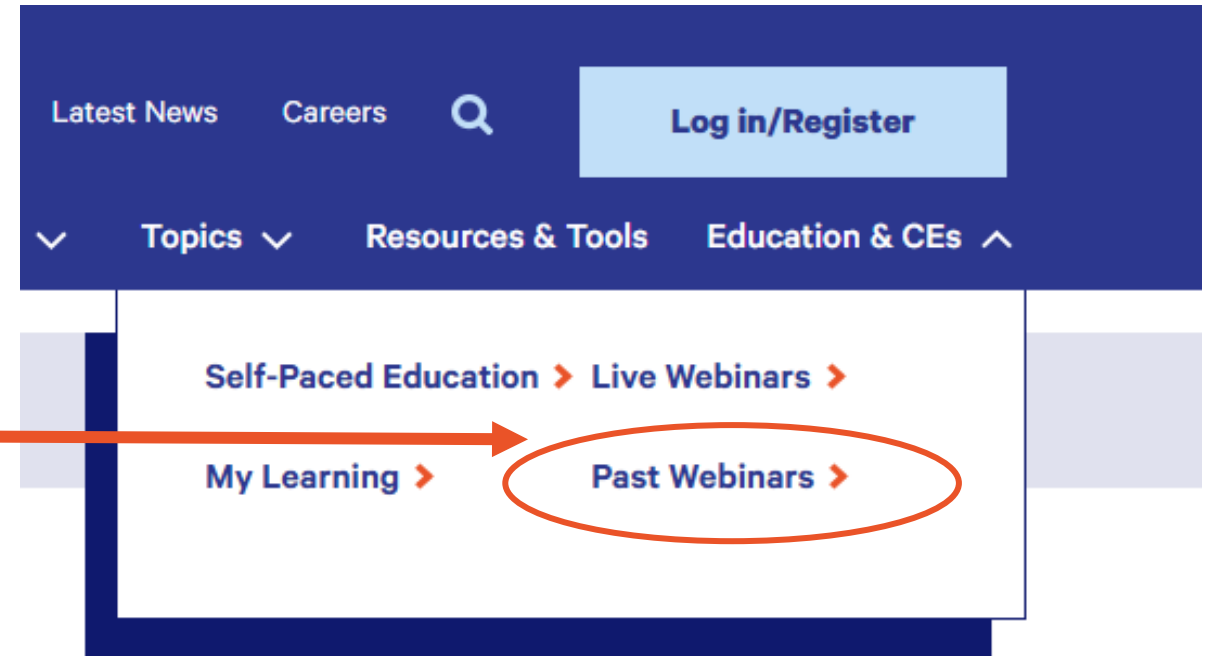 Latest News Careers Log in/Register
Topics Resources & Tools Education & CEs
Self-Paced Education Live Webinars
My Learning Past Webinars